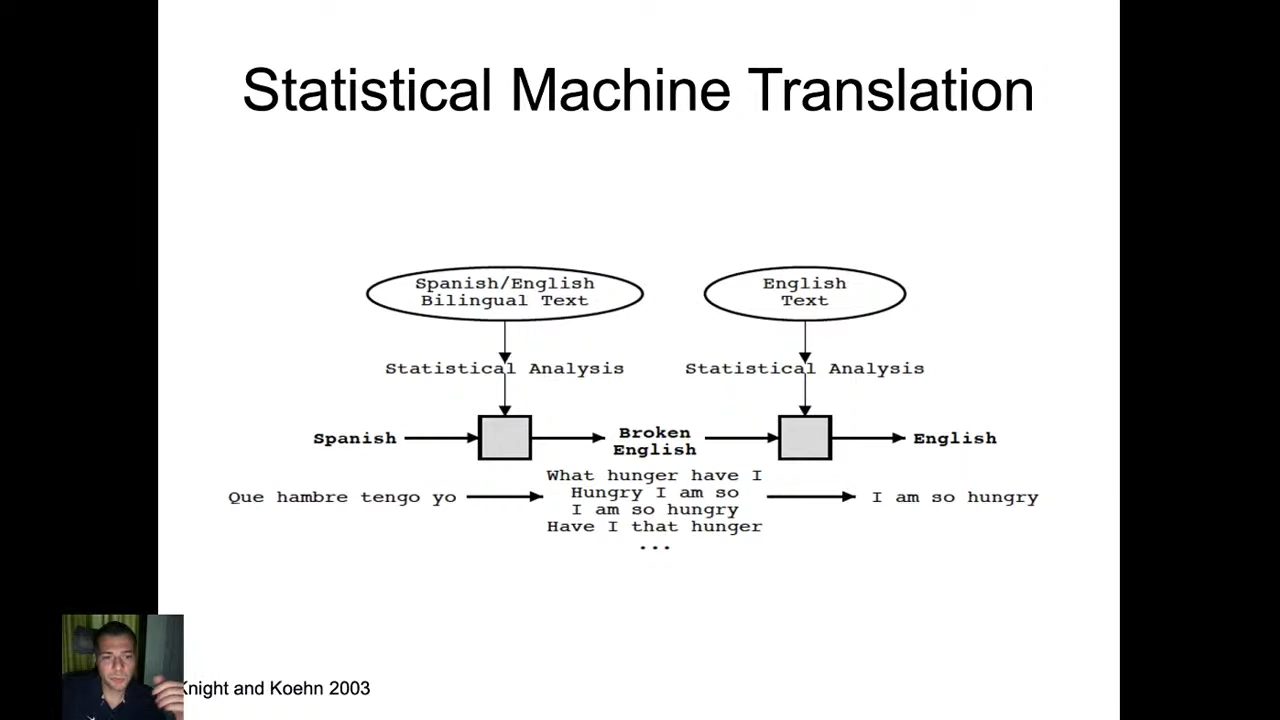 Statistical Machine Translation
Spanish/English
Bilingual Text
English
Text
Statistical Analysis
Statistical Analysis
Spanish
Broken
English
English
Que hambre tengo yo
What hunger have I
Hungry I am so
I am so hungry
Have I that hunger
...
I am so hungry
Knight and Koehn 2003